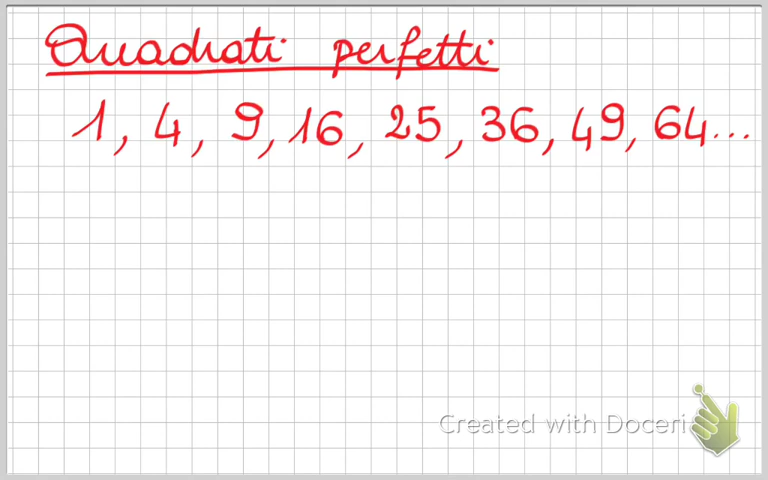 Quadrati perfetti
1, 4, 9, 16, 25, 36, 49, 64...
Created with Doceri